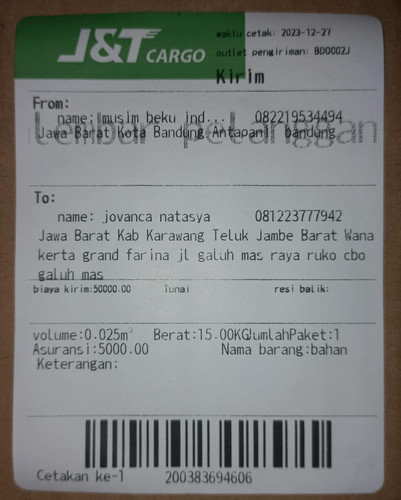 J&T CARGO
waktu cetak: 2023-12-27
outlet pengiriman: BDO002J
Kirim
From:
name: musim beku ind... 082219534494
lembar pelanggan
Jawa Barat Kota Bandung Antapani bandung
To:
name: jovanca natasya 081223777942
Jawa Barat Kab Karawang Teluk Jambe Barat Wana
kerta grand farina jl galuh mas raya ruko cbo
galuh mas
biaya kirim:50000.00 Tunai resi balik:
volume:0.025m³ Berat:15.00KGJumlahPaket:1
Asuransi:5000.00 Nama barang:bahan
Keterangan:
Cetakan ke-1 200383694606